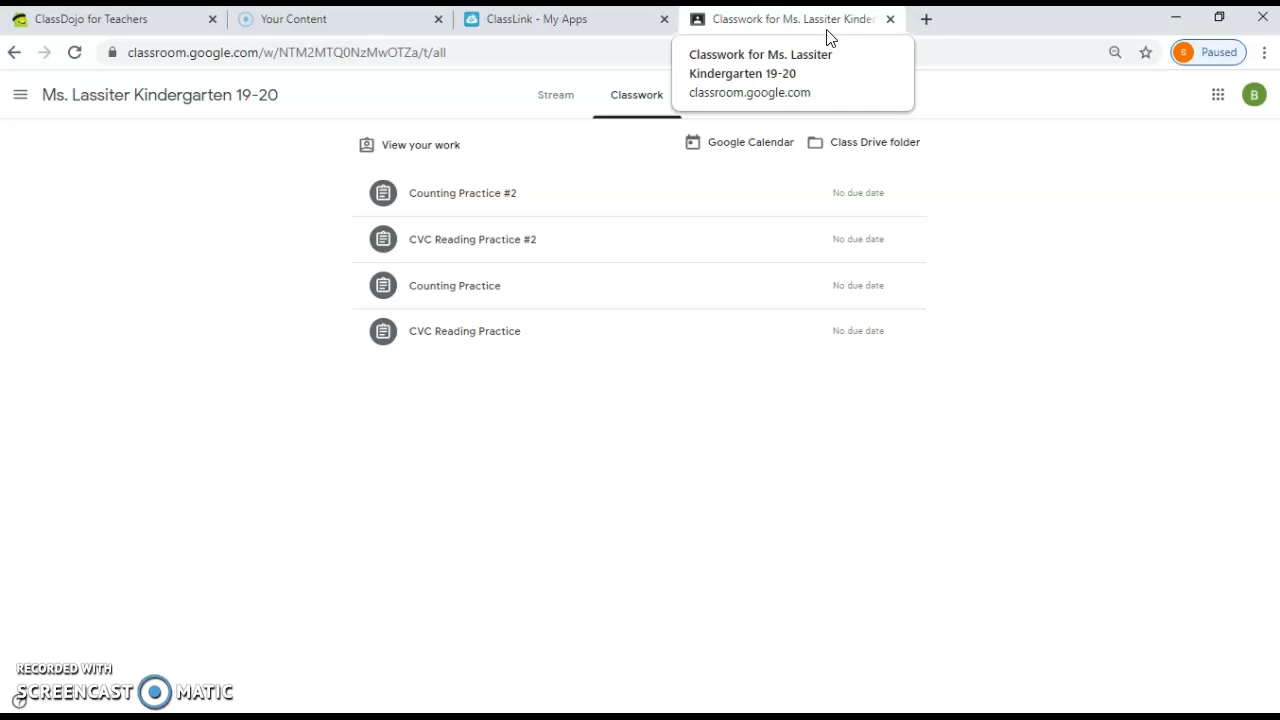 ClassDojo for Teachers
Your Content
ClassLink - My Apps
Classwork for Ms. Lassiter Kinde
classroom.google.com/w/NTM2MTQ0NzMwOTZa/t/all
S
Paused
Classwork for Ms. Lassiter
Kindergarten 19-20
classroom.google.com
Ms. Lassiter Kindergarten 19-20
Stream
Classwork
B
View your work
Google Calendar
Class Drive folder
Counting Practice #2
No due date
CVC Reading Practice #2
No due date
Counting Practice
No due date
CVC Reading Practice
No due date
RECORDED WITH
SCREENCAST MATIC